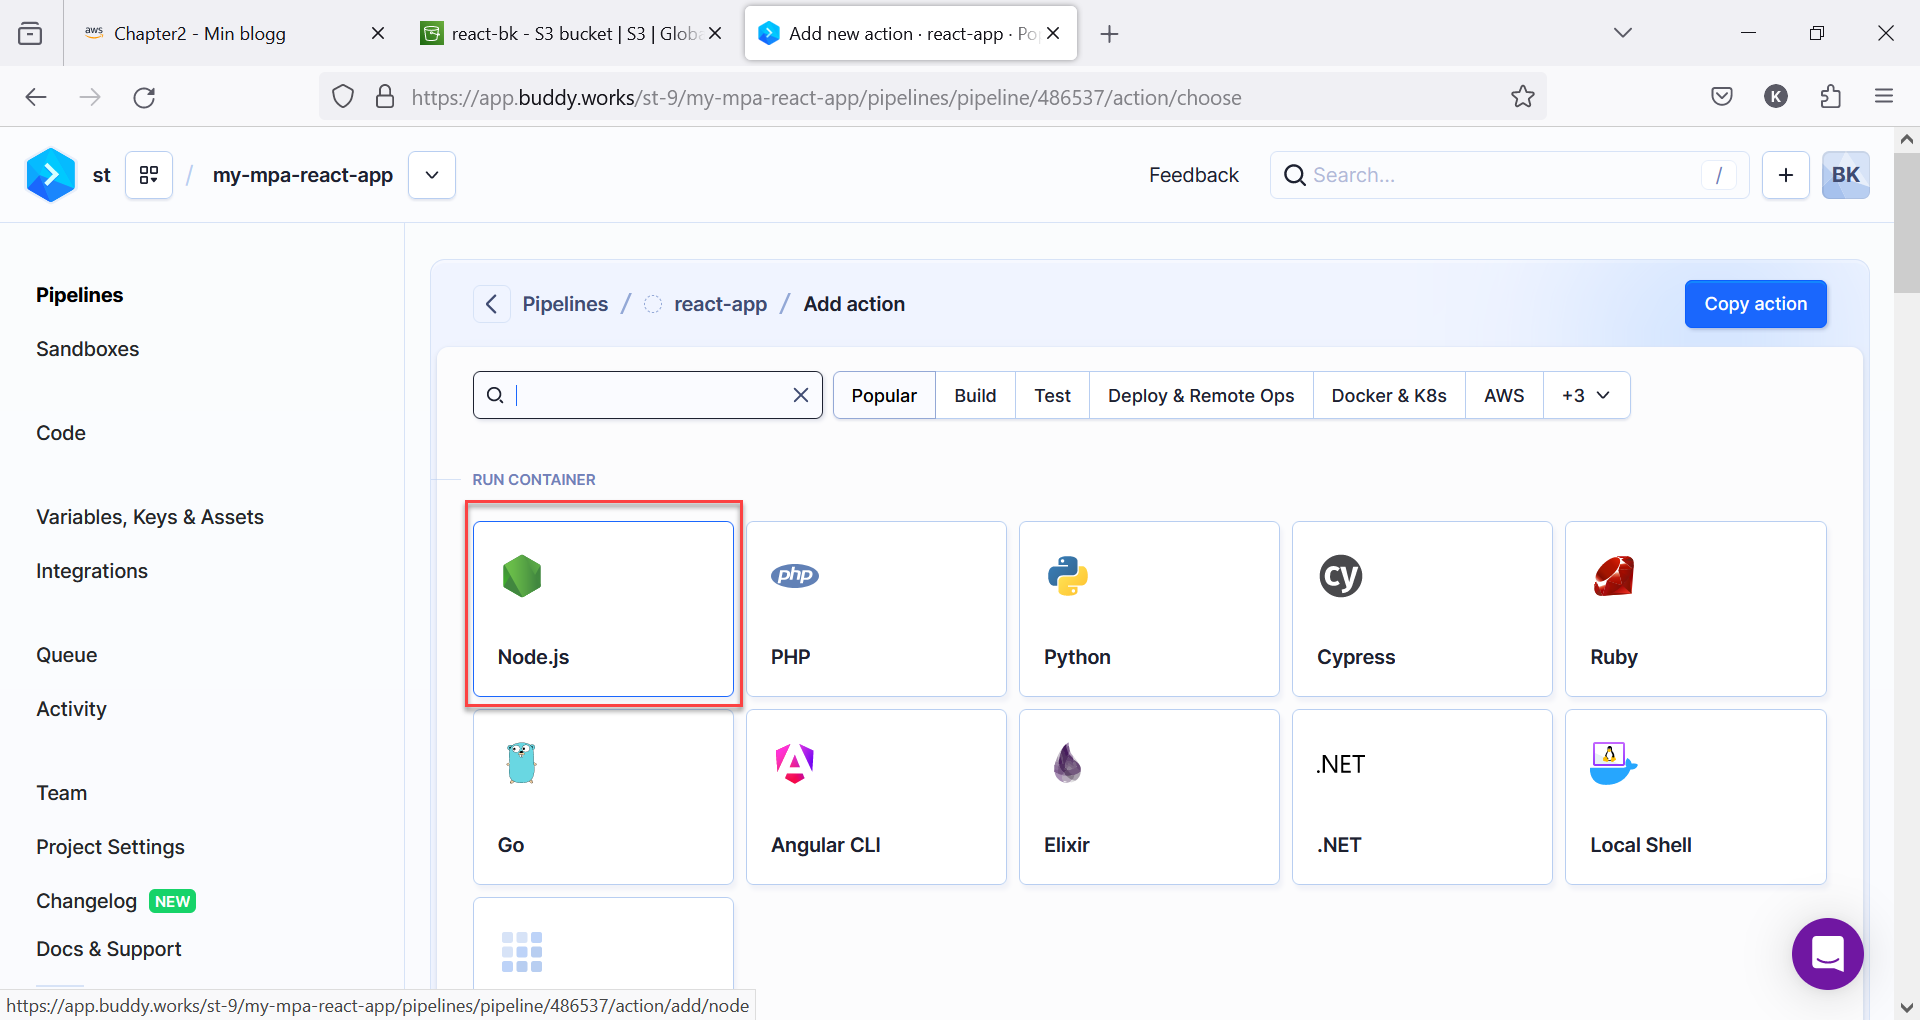 aws Chapter2 - Min blogg
react-bk - S3 bucket | S3 | Glob
Add new action · react-app · Po
https://app.buddy.works/st-9/my-mpa-react-app/pipelines/pipeline/486537/action/choose
K
st / my-mpa-react-app
Feedback
Search...
/
+
BK
Pipelines
Sandboxes
Code
Variables, Keys & Assets
Integrations
Queue
Activity
Team
Project Settings
Changelog NEW
Docs & Support
Pipelines / react-app / Add action
Copy action
Popular
Build
Test
Deploy & Remote Ops
Docker & K8s
AWS
+3
RUN CONTAINER
Node.js
php
PHP
Python
cy
Cypress
Ruby
Go
Angular CLI
Elixir
.NET
.NET
Local Shell
https://app.buddy.works/st-9/my-mpa-react-app/pipelines/pipeline/486537/action/add/node